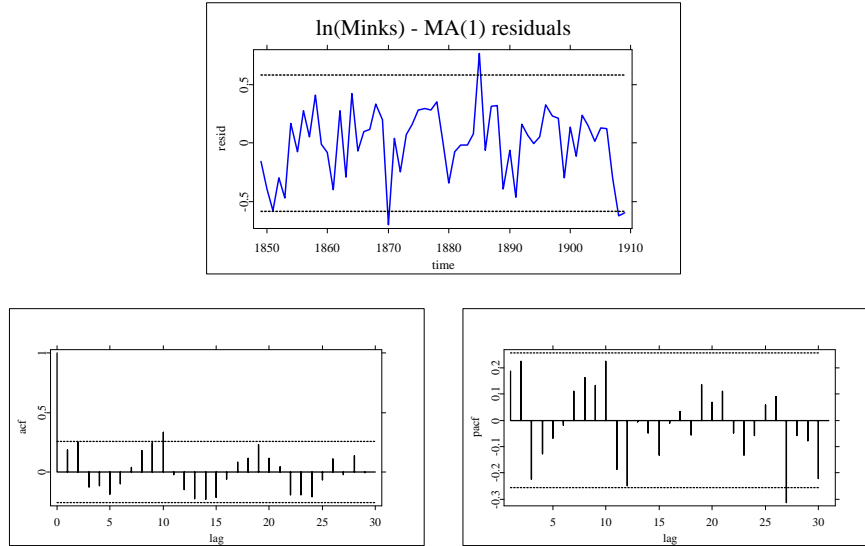 ln(Minks) - MA(1) residuals
0.5
0
-0.5
resid
1850 1860 1870 1880 1890 1900 1910
time
1
0.5
0
acf
0 5 10 15 20 25 30
lag
0.2
0.1
0
-0.1
-0.2
-0.3
pacf
5 10 15 20 25 30
lag